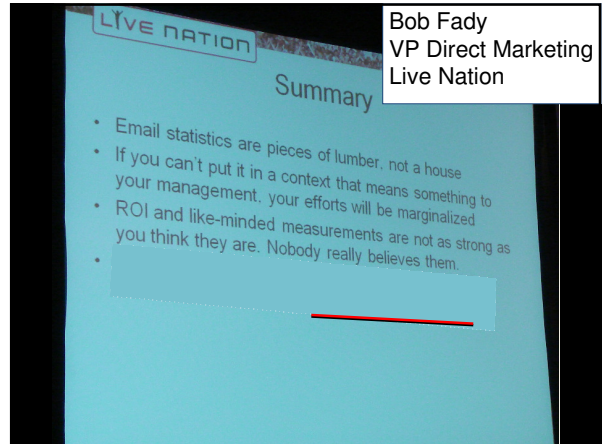 LIVE NATION
Bob Fady
VP Direct Marketing
Live Nation
Summary
• Email statistics are pieces of lumber, not a house
• If you can't put it in a context that means something to
your management, your efforts will be marginalized
• ROI and like-minded measurements are not as strong as
you think they are. Nobody really believes them.
•